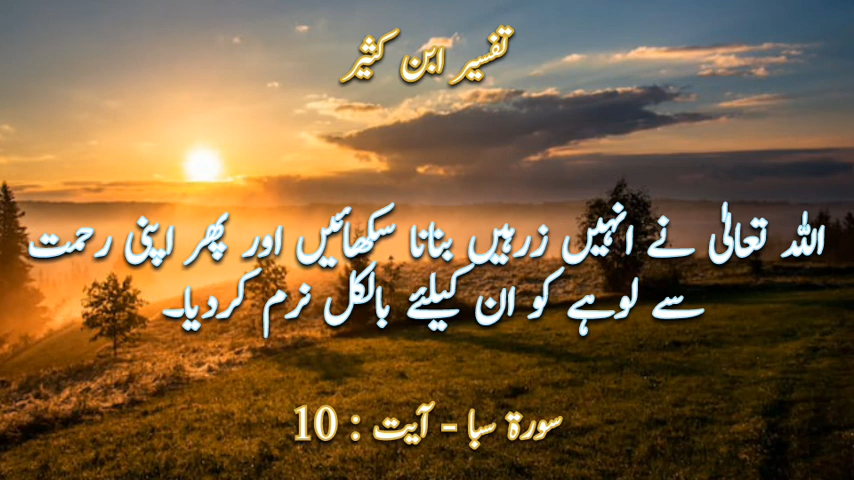 تفسیر ابن کثیر
اللہ تعالیٰ نے انہیں زرہیں بنانا سکھائیں اور پھر اپنی رحمت
سے لوہے کو ان کیلئے بالکل نرم کردیا۔
سورۃ سبا - آیت : 10